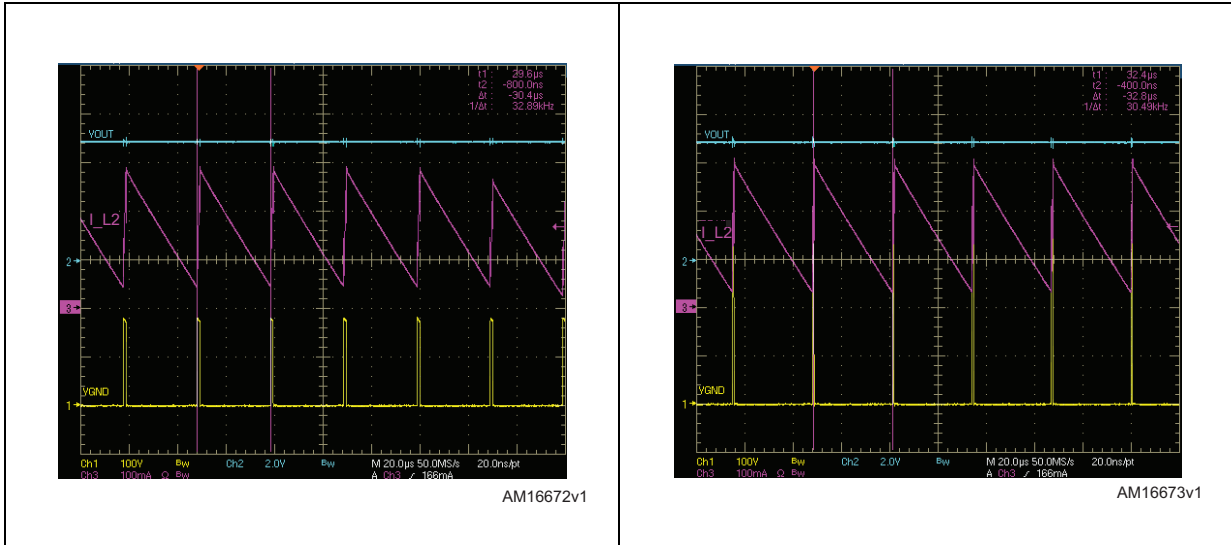 t1 : 29.6µs
t2 : -800.0ns
Δt : -30.4µs
1/Δt : 32.89kHz
VOUT
I_L2
2
3
VGND
1
Ch1 100V Bw Ch2 2.0V Bw M 20.0µs 50.0MS/s 20.0ns/pt
Ch3 100mA Ω Bw A Ch3 ∕ 166mA
AM16672v1
t1 : 32.4µs
t2 : -400.0ns
Δt : -32.8µs
1/Δt : 30.49kHz
VOUT
I_L2
2
3
VGND
1
Ch1 100V Bw Ch2 2.0V Bw M 20.0µs 50.0MS/s 20.0ns/pt
Ch3 100mA Ω Bw A Ch3 ∕ 166mA
AM16673v1